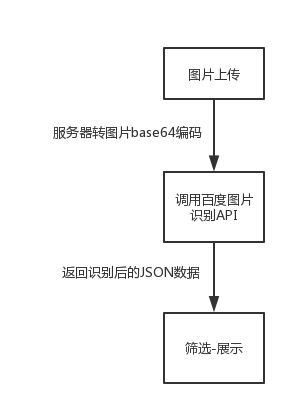 图片上传
服务器转图片base64编码
调用百度图片
识别API
返回识别后的JSON数据
筛选-展示